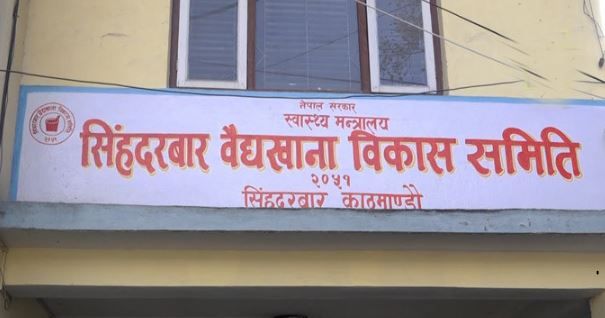 नेपाल सरकार
स्वास्थ्य मन्त्रालय
सिंहदरबार वैद्यखाना विकास समिति
२०५१
सिंहदरबार काठमाण्डौ